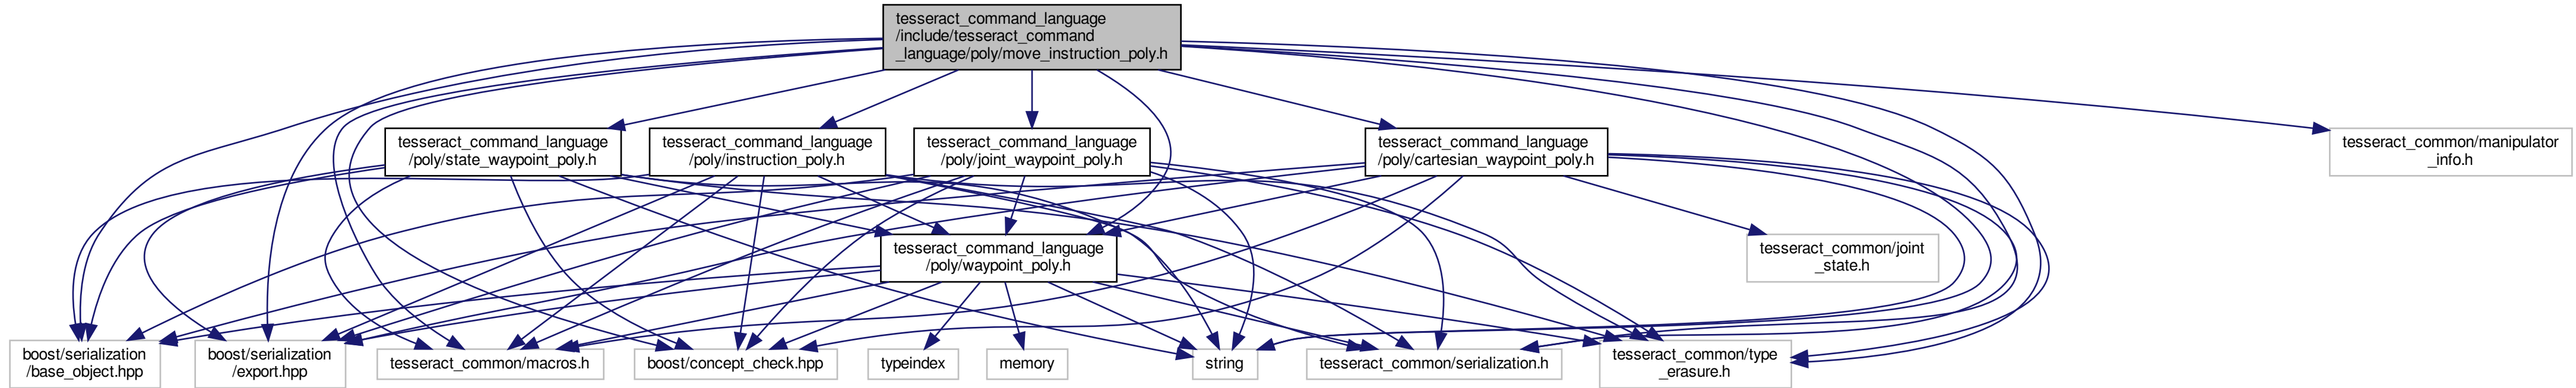 tesseract_command_language
/include/tesseract_command
_language/poly/move_instruction_poly.h
tesseract_command_language
/poly/state_waypoint_poly.h
tesseract_command_language
/poly/instruction_poly.h
tesseract_command_language
/poly/joint_waypoint_poly.h
tesseract_command_language
/poly/cartesian_waypoint_poly.h
tesseract_common/manipulator
_info.h
tesseract_command_language
/poly/waypoint_poly.h
tesseract_common/joint
_state.h
boost/serialization
/base_object.hpp
boost/serialization
/export.hpp
tesseract_common/macros.h
boost/concept_check.hpp
typeindex
memory
string
tesseract_common/serialization.h
tesseract_common/type
_erasure.h